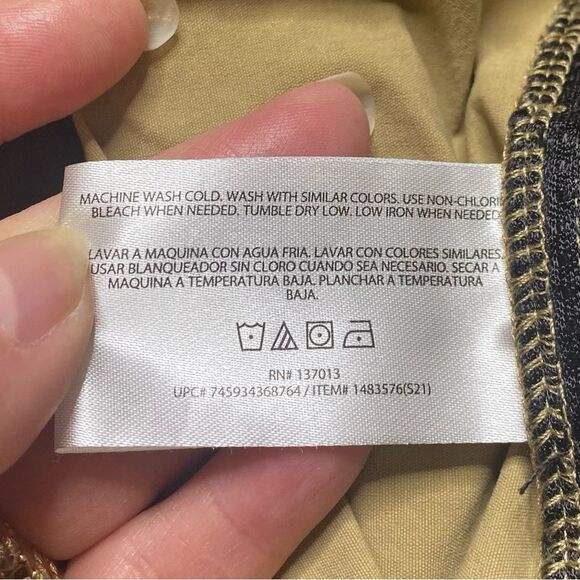 MACHINE WASH COLD. WASH WITH SIMILAR COLORS. USE NON-CHLORI
BLEACH WHEN NEEDED. TUMBLE DRY LOW. LOW IRON WHEN NEEDED
LAVAR A MAQUINA CON AGUA FRIA. LAVAR CON COLORES SIMILARES.
USAR BLANQUEADOR SIN CLORO CUANDO SEA NECESARIO. SECAR A
MAQUINA A TEMPERATURA BAJA. PLANCHAR A TEMPERATURA
BAJA.
RN# 137013
UPC# 745934368764 / ITEM# 1483576(S21)